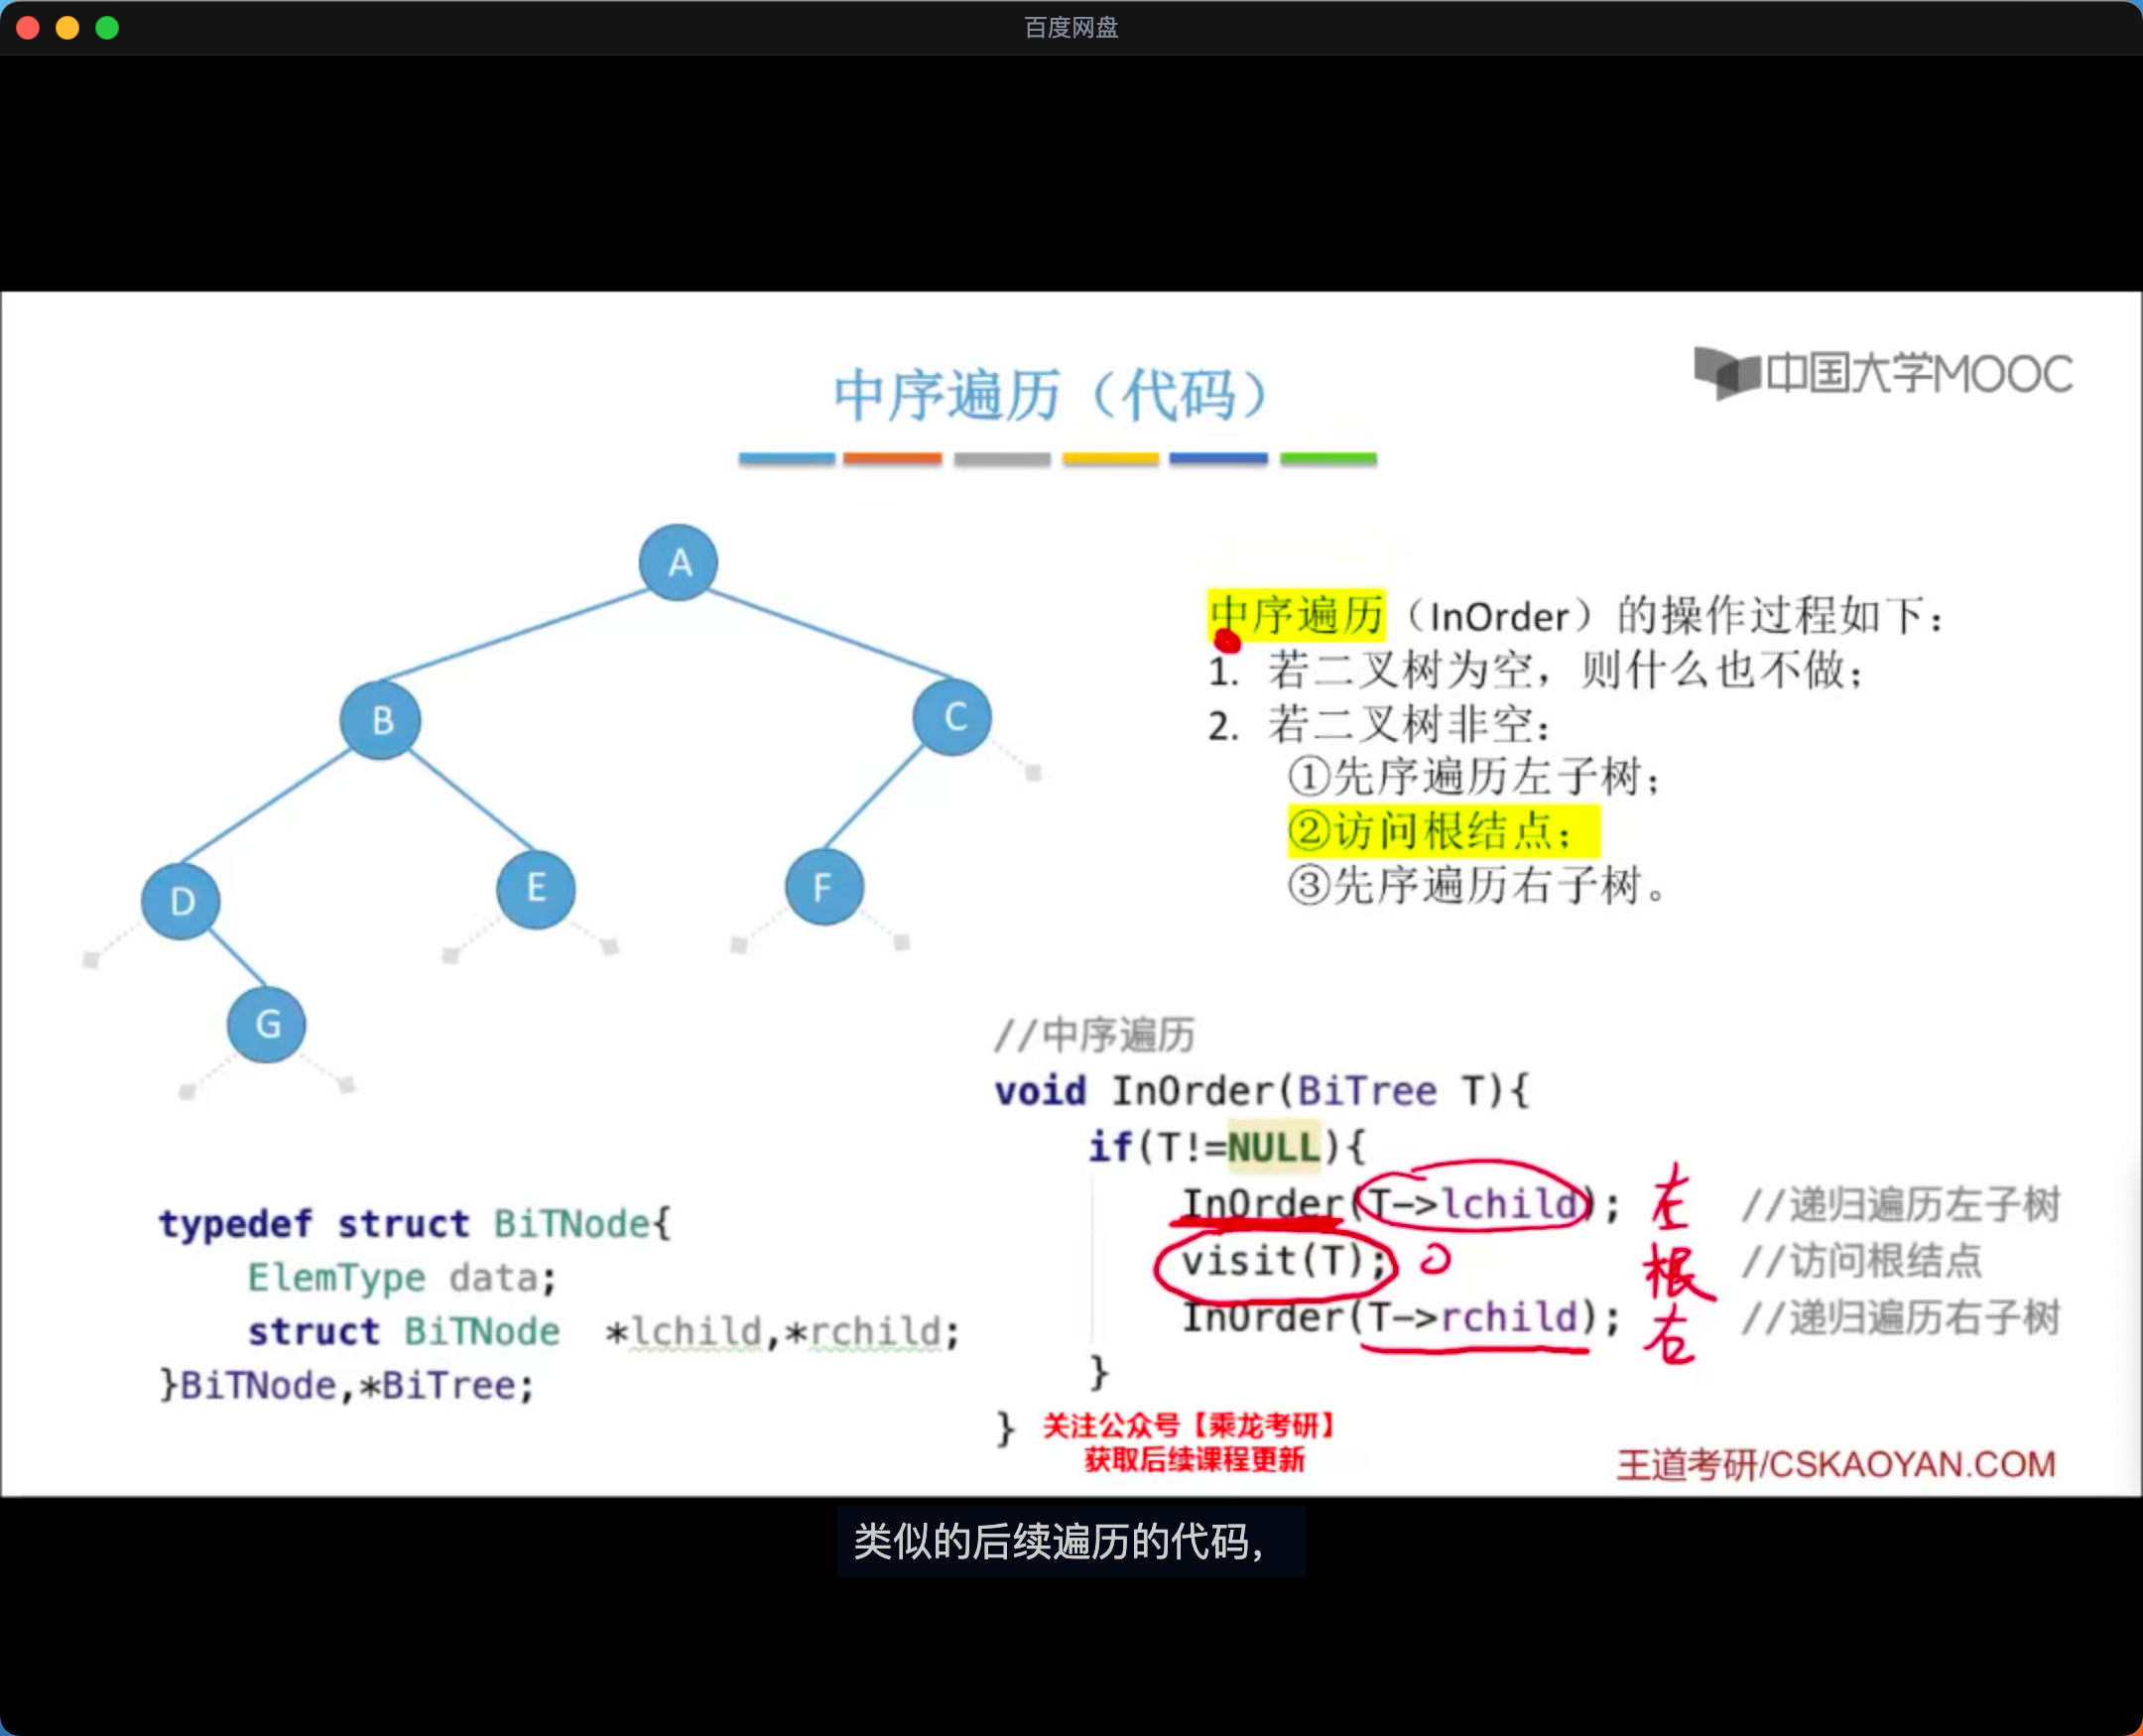 百度网盘
中国大学MOOC
中序遍历（代码）
A
B
C
D
E
F
G
中序遍历（InOrder）的操作过程如下：
1. 若二叉树为空，则什么也不做；
2. 若二叉树非空：
①先序遍历左子树；
②访问根结点；
③先序遍历右子树。
typedef struct BiTNode{
ElemType data;
struct BiTNode *lchild,*rchild;
}BiTNode,*BiTree;
//中序遍历
void InOrder(BiTree T){
if(T!=NULL){
InOrder(T->lchild); 左 //递归遍历左子树
visit(T); 根 //访问根结点
InOrder(T->rchild); 右 //递归遍历右子树
}
}
关注公众号【乘龙考研】
获取后续课程更新
王道考研/CSKAOYAN.COM
类似的后续遍历的代码,